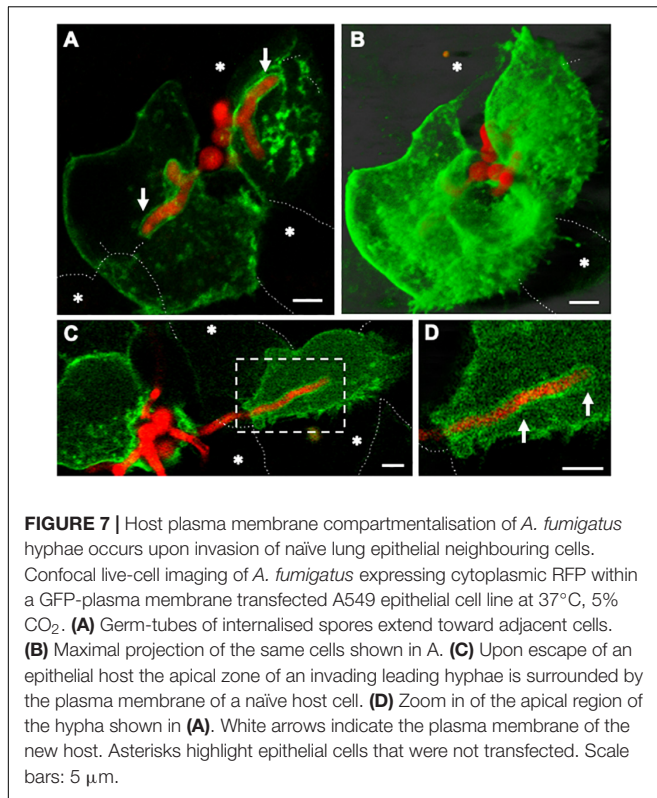 A
B
C
D
FIGURE 7 | Host plasma membrane compartmentalisation of A. fumigatus
hyphae occurs upon invasion of naïve lung epithelial neighbouring cells.
Confocal live-cell imaging of A. fumigatus expressing cytoplasmic RFP within
a GFP-plasma membrane transfected A549 epithelial cell line at 37°C, 5%
CO₂. (A) Germ-tubes of internalised spores extend toward adjacent cells.
(B) Maximal projection of the same cells shown in A. (C) Upon escape of an
epithelial host the apical zone of an invading leading hyphae is surrounded by
the plasma membrane of a naïve host cell. (D) Zoom in of the apical region of
the hypha shown in (A). White arrows indicate the plasma membrane of the
new host. Asterisks highlight epithelial cells that were not transfected. Scale
bars: 5 μm.